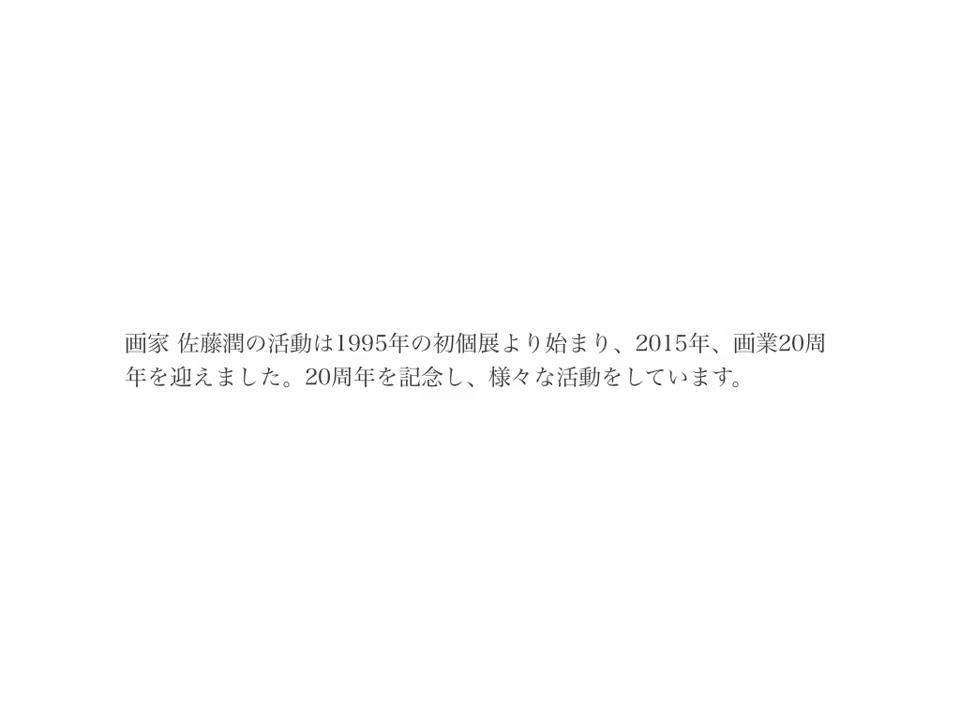 画家 佐藤潤の活動は1995年の初個展より始まり、2015年、画業20周
年を迎えました。20周年を記念し、様々な活動をしています。